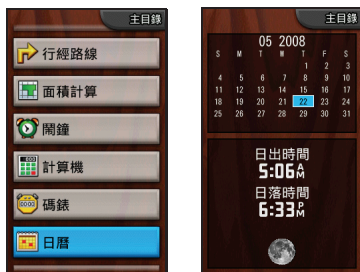 主目錄
行經路線
面積計算
鬧鐘
計算機
碼錶
日曆
主目錄
05 2008
S M T W T F S
1 2 3
4 5 6 7 8 9 10
11 12 13 14 15 16 17
18 19 20 21 22 23 24
25 26 27 28 29 30 31
日出時間
5:06AM
日落時間
6:33PM